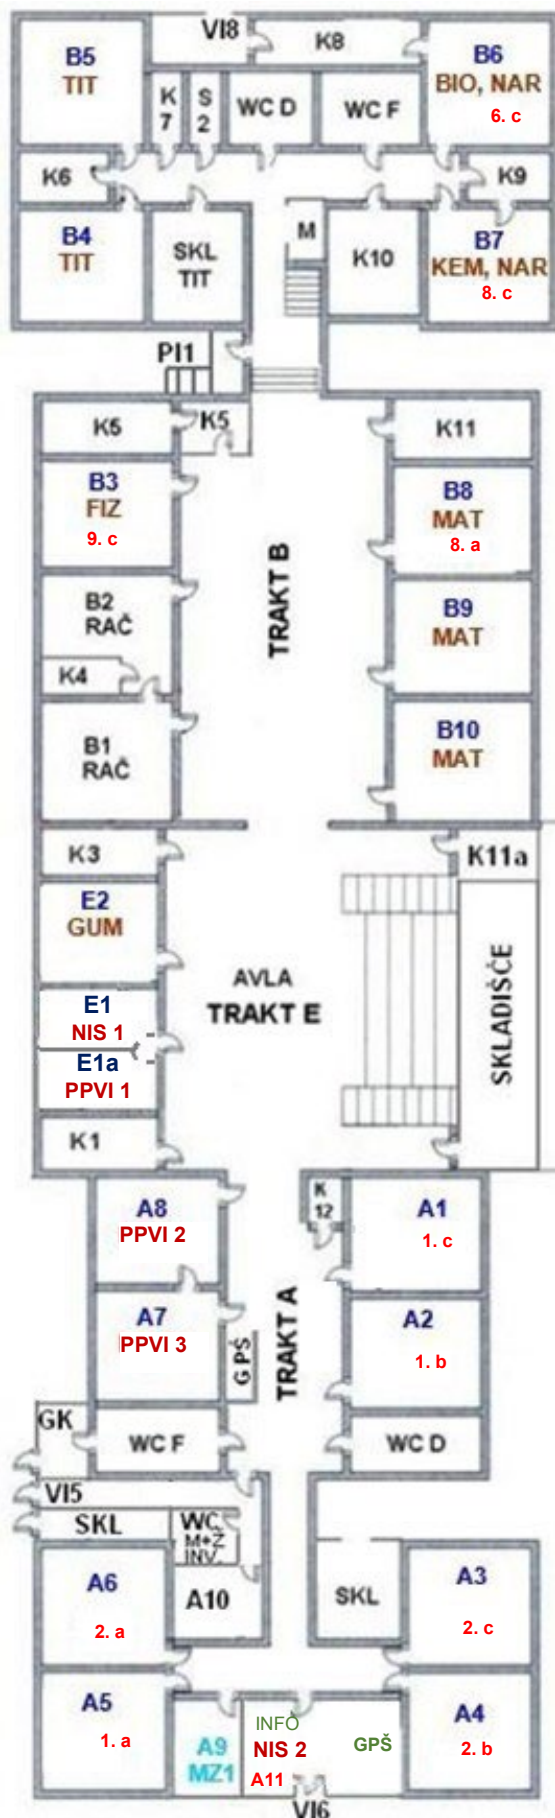 VI8
K8
B5
TIT
B6
BIO, NAR
6. c
K
7
S
2
WC D
WC F
K6
K9
B4
TIT
SKL
TIT
M
K10
B7
KEM, NAR
8. c
PI1
K5
K5
K11
B3
FIZ
9. c
B8
MAT
8. a
TRAKT B
B2
RAČ
B9
MAT
K4
B1
RAČ
B10
MAT
K3
K11a
E2
GUM
AVLA
TRAKT E
SKLADIŠČE
E1
NIS 1
E1a
PPVI 1
K1
A8
PPVI 2
K
12
A1
1. c
A7
PPVI 3
GPŠ
TRAKT A
A2
1. b
GK
WC F
WC D
VI5
SKL
WC
M+Ž
INV.
A6
2. a
A10
SKL
A3
2. c
A5
1. a
A9
MZ1
INFO
NIS 2
A11
GPŠ
A4
2. b
VI6